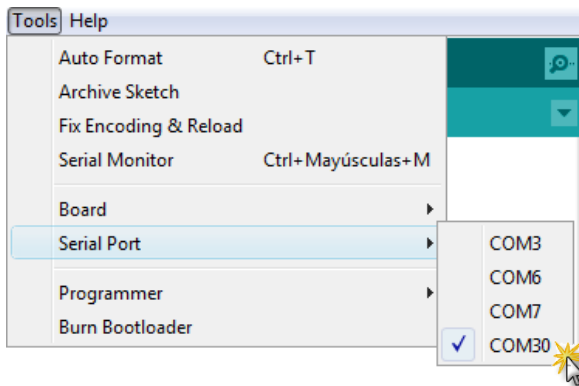 Tools Help
Auto Format Ctrl+T
Archive Sketch
Fix Encoding & Reload
Serial Monitor Ctrl+Mayúsculas+M
Board
Serial Port
COM3
COM6
COM7
COM30
Programmer
Burn Bootloader